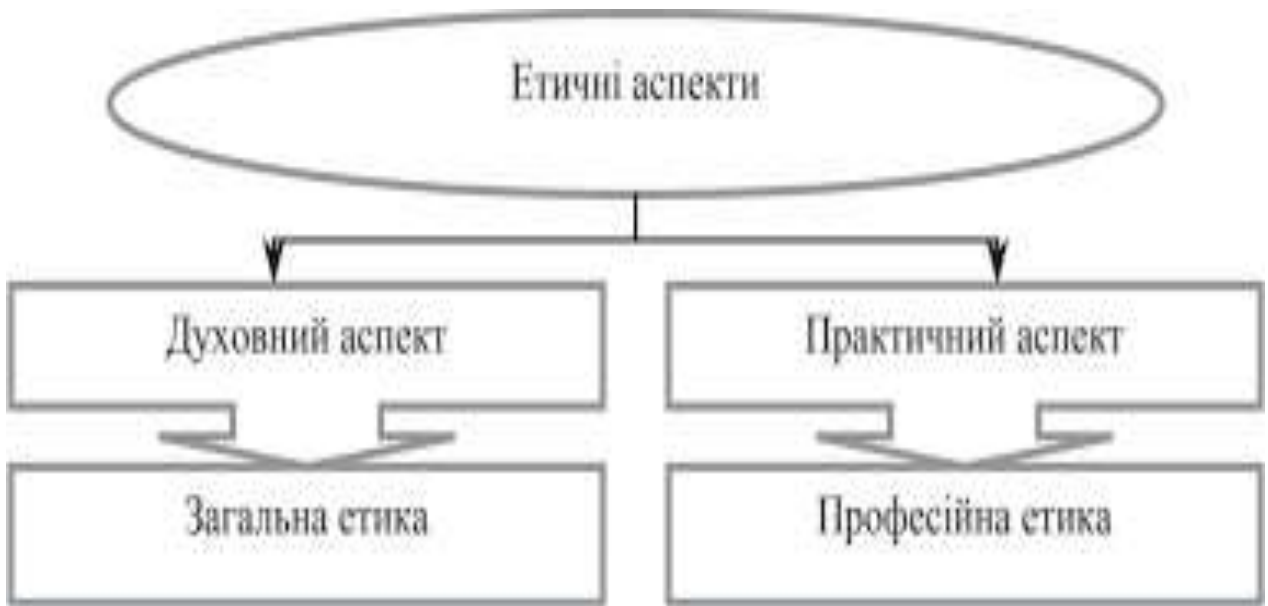 Етичні аспекти
Духовний аспект
Практичний аспект
Загальна етика
Професійна етика